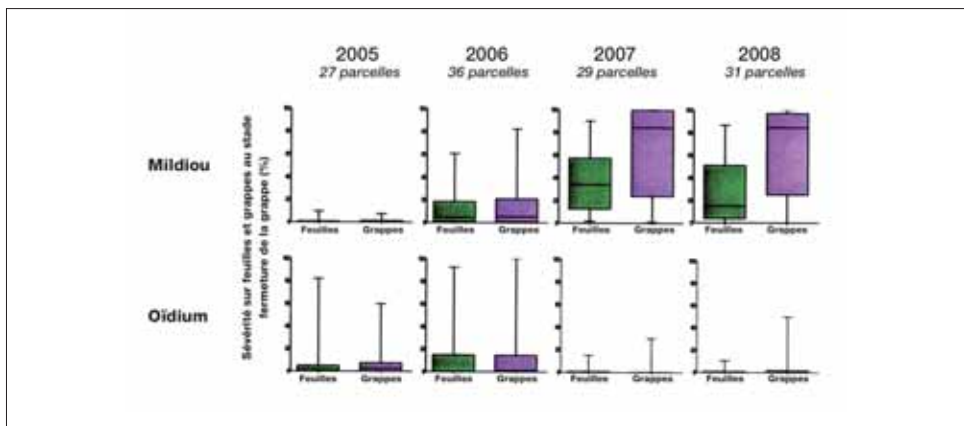 2005
27 parcelles
2006
36 parcelles
2007
29 parcelles
2008
31 parcelles
Sévérité sur feuilles et grappes au stade
fermeture de la grappe (%)
Mildiou
Feuilles Grappes
Feuilles Grappes
Feuilles Grappes
Feuilles Grappes
Oïdium
Feuilles Grappes
Feuilles Grappes
Feuilles Grappes
Feuilles Grappes